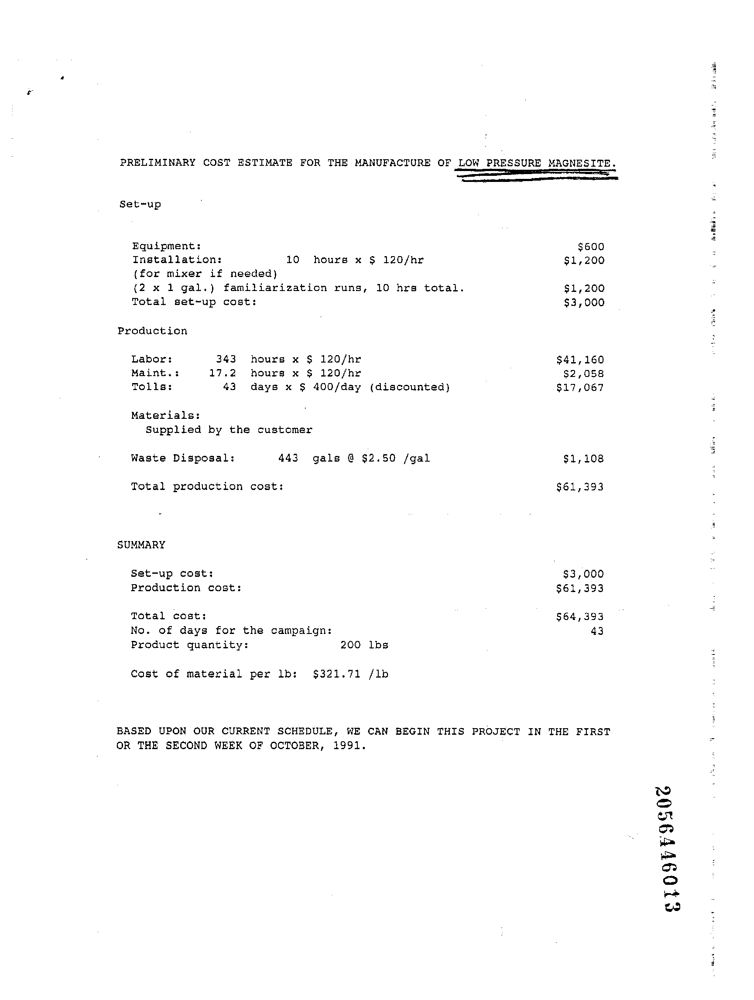 PRELIMINARY COST ESTIMATE FOR THE MANUFACTURE OF LOW PRESSURE MAGNESITE.
Set-up
Equipment: $600
Installation: 10 hours x $ 120/hr $1,200
(for mixer if needed)
(2 x 1 gal.) familiarization runs, 10 hrs total. $1,200
Total set-up cost: $3,000
Production
Labor: 343 hours x $ 120/hr $41,160
Maint.: 17.2 hours x $ 120/hr $2,058
Tolls: 43 days x $ 400/day (discounted) $17,067
Materials:
Supplied by the customer
Waste Disposal: 443 gals @ $2.50 /gal $1,108
Total production cost: $61,393
SUMMARY
Set-up cost: $3,000
Production cost: $61,393
Total cost: $64,393
No. of days for the campaign: 43
Product quantity: 200 lbs
Cost of material per lb: $321.71 /lb
BASED UPON OUR CURRENT SCHEDULE, WE CAN BEGIN THIS PROJECT IN THE FIRST
OR THE SECOND WEEK OF OCTOBER, 1991.
2056446013